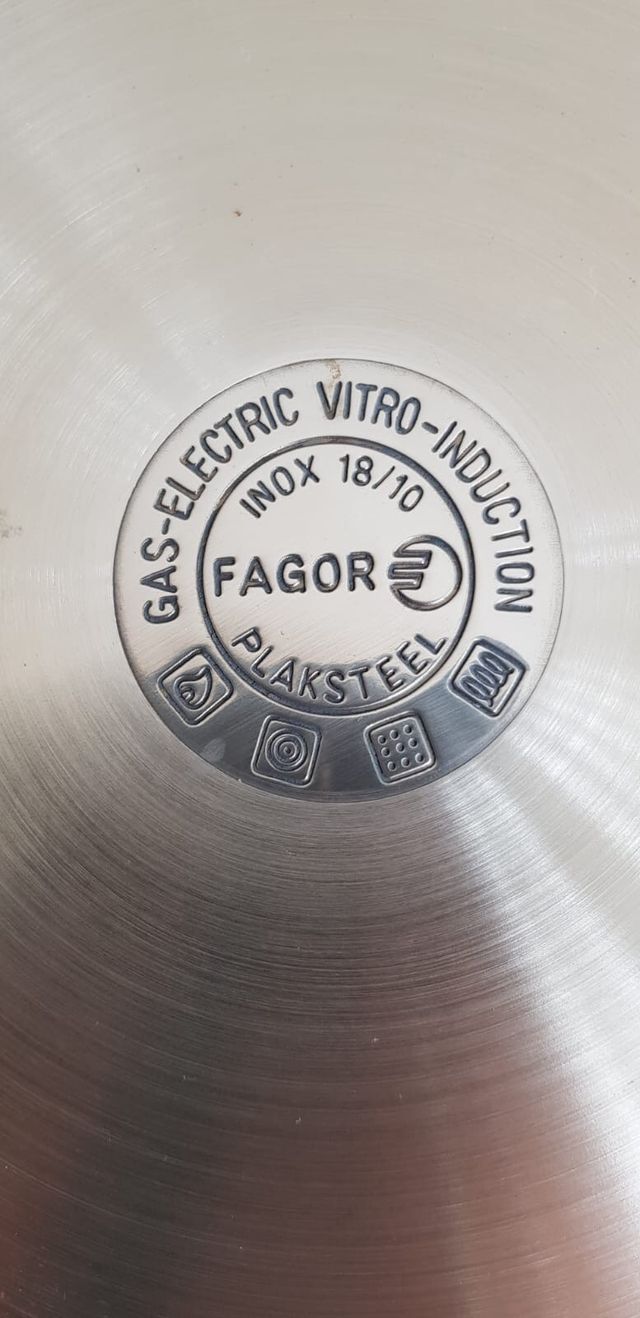 GAS-ELECTRIC VITRO-INDUCTION
INOX 18/10
FAGOR
PLAKSTEEL